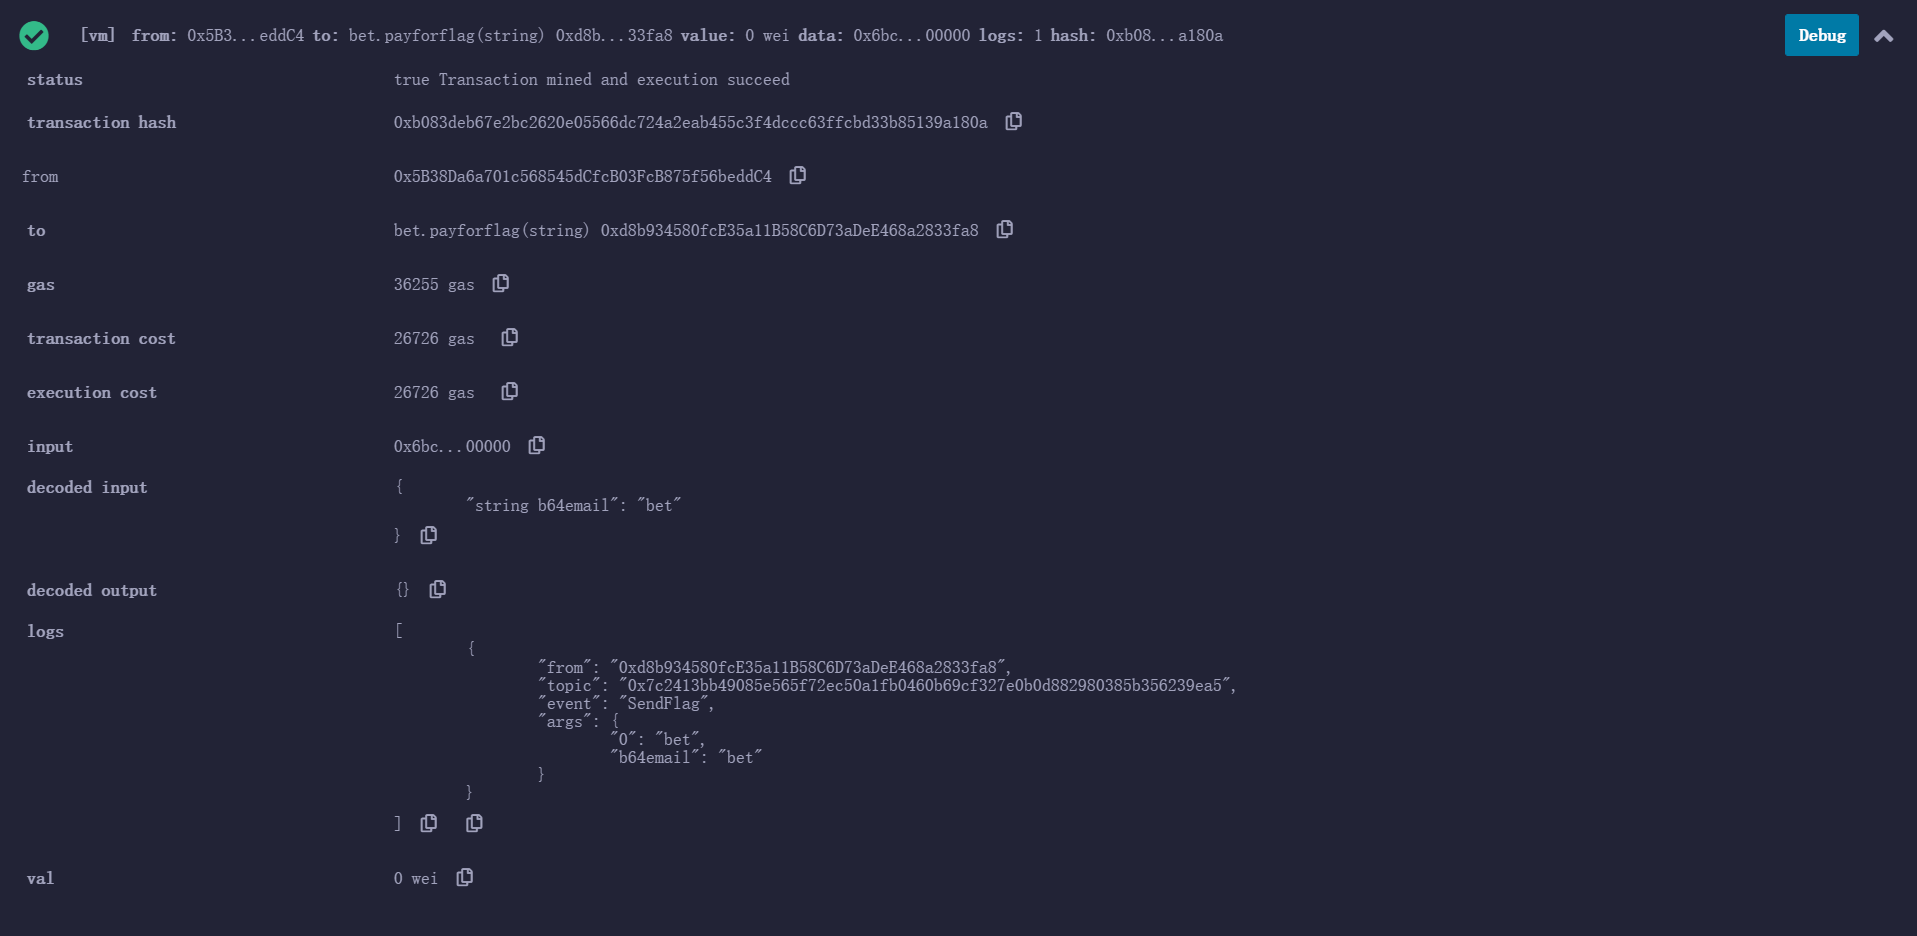 [vm] from: 0x5B3...eddC4 to: bet.payforflag(string) 0xd8b...33fa8 value: 0 wei data: 0x6bc...00000 logs: 1 hash: 0xb08...a180a Debug
status true Transaction mined and execution succeed
transaction hash 0xb083deb67e2bc2620e05566dc724a2eab455c3f4dccc63ffcbd33b85139a180a
from 0x5B38Da6a701c568545dCfcB03FcB875f56beddC4
to bet.payforflag(string) 0xd8b934580fcE35a11B58C6D73aDeE468a2833fa8
gas 36255 gas
transaction cost 26726 gas
execution cost 26726 gas
input 0x6bc...00000
decoded input {
"string b64email": "bet"
}
decoded output {}
logs [
{
"from": "0xd8b934580fcE35a11B58C6D73aDeE468a2833fa8",
"topic": "0x7c2413bb49085e565f72ec50a1fb0460b69cf327e0b0d882980385b356239ea5",
"event": "SendFlag",
"args": {
"0": "bet",
"b64email": "bet"
}
}
]
val 0 wei